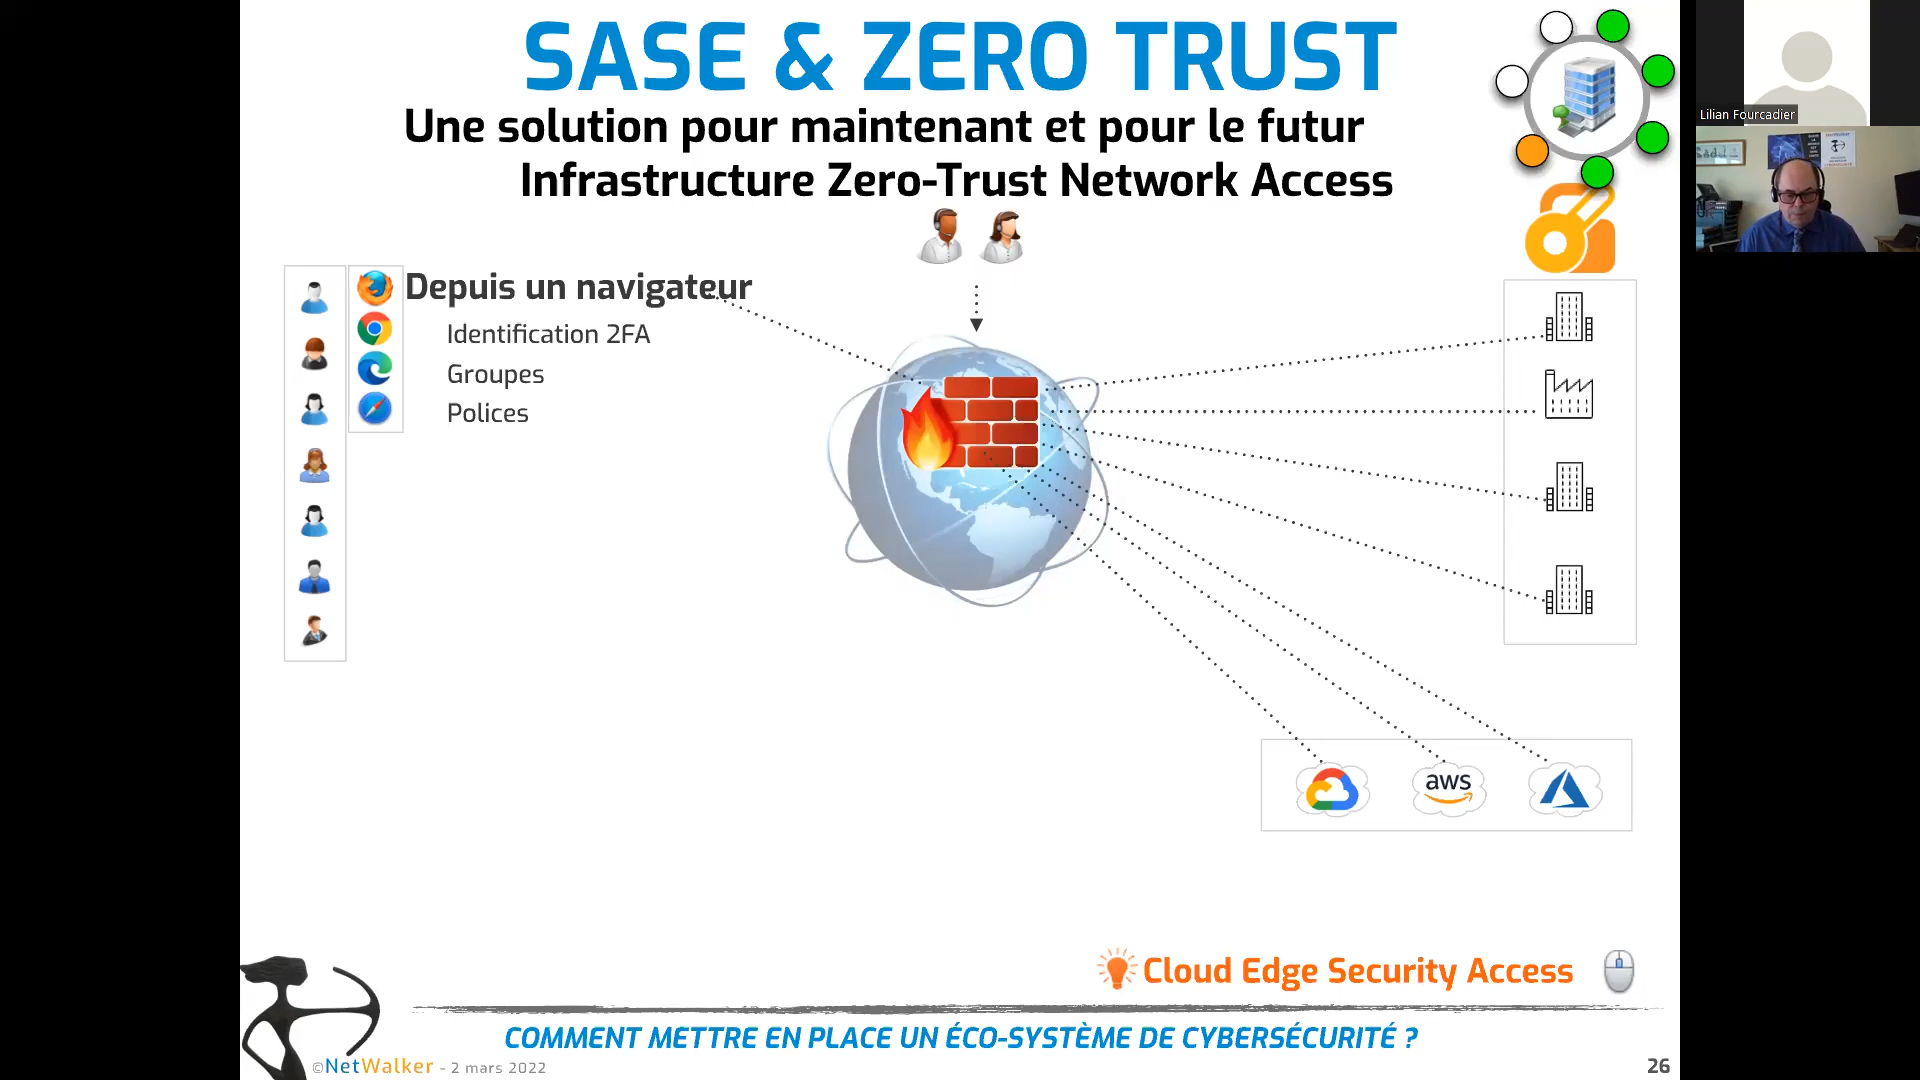 SASE & ZERO TRUST
Une solution pour maintenant et pour le futur
Infrastructure Zero-Trust Network Access
Lilian Fourcadier
Depuis un navigateur
Identification 2FA
Groupes
Polices
aws
Cloud Edge Security Access
COMMENT METTRE EN PLACE UN ÉCO-SYSTÈME DE CYBERSÉCURITÉ ?
©NetWalker - 2 mars 2022
26